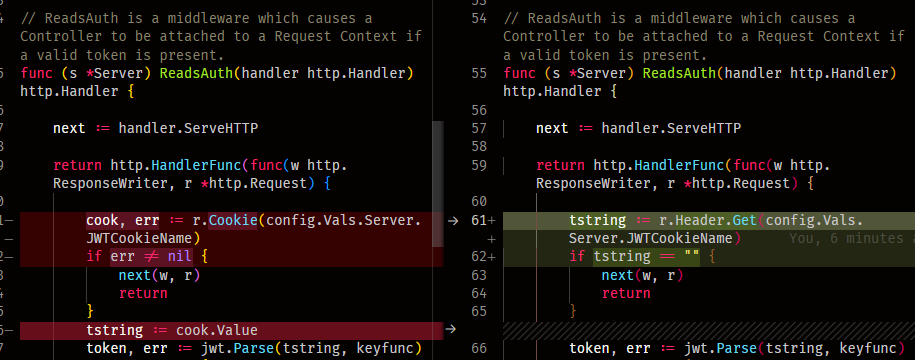 // ReadsAuth is a middleware which causes a
Controller to be attached to a Request Context if
a valid token is present.
func (s *Server) ReadsAuth(handler http.Handler)
http.Handler {
next := handler.ServeHTTP
return http.HandlerFunc(func(w http.
ResponseWriter, r *http.Request) {
cook, err := r.Cookie(config.Vals.Server.
JWTCookieName)
if err ≠ nil {
next(w, r)
return
}
tstring := cook.Value
token, err := jwt.Parse(tstring, keyfunc)
54 // ReadsAuth is a middleware which causes a
Controller to be attached to a Request Context if
a valid token is present.
55 func (s *Server) ReadsAuth(handler http.Handler)
http.Handler {
56
57 next := handler.ServeHTTP
58
59 return http.HandlerFunc(func(w http.
ResponseWriter, r *http.Request) {
60
→ 61+ tstring := r.Header.Get(config.Vals.
+ Server.JWTCookieName) You, 6 minutes
62+ if tstring == "" {
63 next(w, r)
64 return
65 }
→
66 token, err := jwt.Parse(tstring, keyfunc)